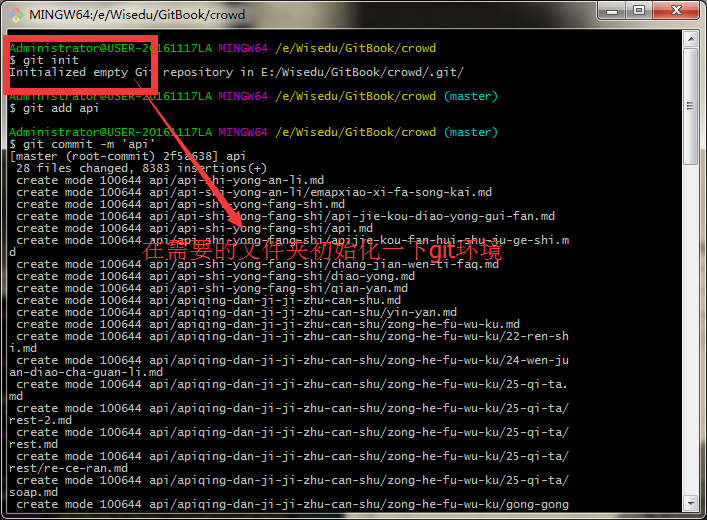 MINGW64:/e/Wisedu/GitBook/crowd
Administrator@USER-20161117LA MINGW64 /e/Wisedu/GitBook/crowd
$ git init
Initialized empty Git repository in E:/Wisedu/GitBook/crowd/.git/
Administrator@USER-20161117LA MINGW64 /e/Wisedu/GitBook/crowd (master)
$ git add api
Administrator@USER-20161117LA MINGW64 /e/Wisedu/GitBook/crowd (master)
$ git commit -m 'api'
[master (root-commit) 2f5a638] api
28 files changed, 8383 insertions(+)
create mode 100644 api/api-shi-yong-an-li.md
create mode 100644 api/api-shi-yong-an-li/emapxiao-xi-fa-song-kai.md
create mode 100644 api/api-shi-yong-fang-shi.md
create mode 100644 api/api-shi-yong-fang-shi/api-jie-kou-diao-yong-gui-fan.md
create mode 100644 api/api-shi-yong-fang-shi/api.md
create mode 100644 api/api-shi-yong-fang-shi/apijie-kou-fan-hui-shu-ju-ge-shi.m
d
在需要的文件夹初始化一下git环境
create mode 100644 api/api-shi-yong-fang-shi/chang-jian-wen-ti-faq.md
create mode 100644 api/api-shi-yong-fang-shi/diao-yong.md
create mode 100644 api/api-shi-yong-fang-shi/qian-yan.md
create mode 100644 api/apiqing-dan-ji-ji-zhu-can-shu.md
create mode 100644 api/apiqing-dan-ji-ji-zhu-can-shu/yin-yan.md
create mode 100644 api/apiqing-dan-ji-ji-zhu-can-shu/zong-he-fu-wu-ku.md
create mode 100644 api/apiqing-dan-ji-ji-zhu-can-shu/zong-he-fu-wu-ku/22-ren-sh
i.md
create mode 100644 api/apiqing-dan-ji-ji-zhu-can-shu/zong-he-fu-wu-ku/24-wen-ju
an-diao-cha-guan-li.md
create mode 100644 api/apiqing-dan-ji-ji-zhu-can-shu/zong-he-fu-wu-ku/25-qi-ta.
md
create mode 100644 api/apiqing-dan-ji-ji-zhu-can-shu/zong-he-fu-wu-ku/25-qi-ta/
rest-2.md
create mode 100644 api/apiqing-dan-ji-ji-zhu-can-shu/zong-he-fu-wu-ku/25-qi-ta/
rest.md
create mode 100644 api/apiqing-dan-ji-ji-zhu-can-shu/zong-he-fu-wu-ku/25-qi-ta/
rest/re-ce-ran.md
create mode 100644 api/apiqing-dan-ji-ji-zhu-can-shu/zong-he-fu-wu-ku/25-qi-ta/
soap.md
create mode 100644 api/apiqing-dan-ji-ji-zhu-can-shu/zong-he-fu-wu-ku/gong-gong